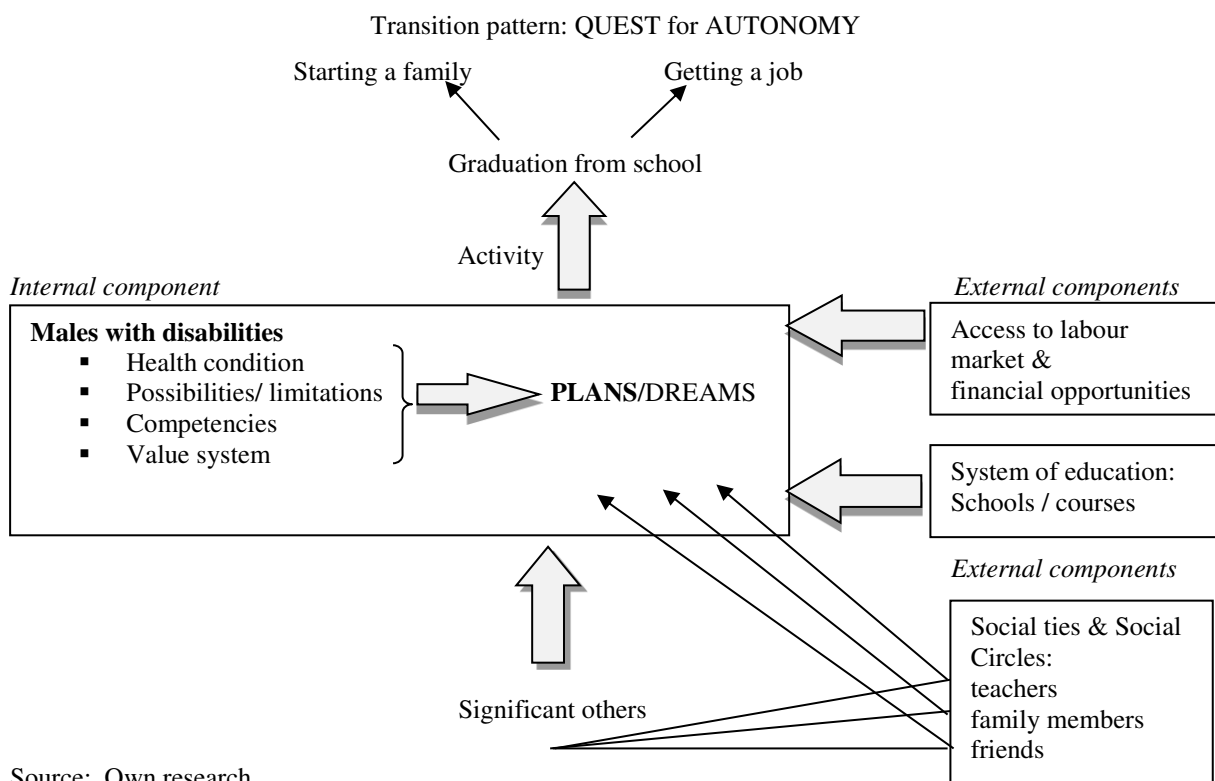 Transition pattern: QUEST for AUTONOMY
Starting a family
Getting a job
Graduation from school
Activity
Internal component
External components
Males with disabilities
▪ Health condition
▪ Possibilities/ limitations
▪ Competencies
▪ Value system
PLANS/DREAMS
Access to labour
market &
financial opportunities
System of education:
Schools / courses
External components
Social ties & Social
Circles:
teachers
family members
friends
Significant others
Source: Own research